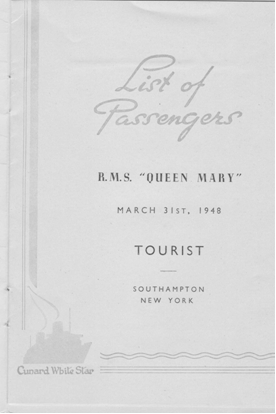 List of
Passengers
R.M.S. "QUEEN MARY"
MARCH 31ST, 1948
TOURIST
SOUTHAMPTON
NEW YORK
Cunard White Star